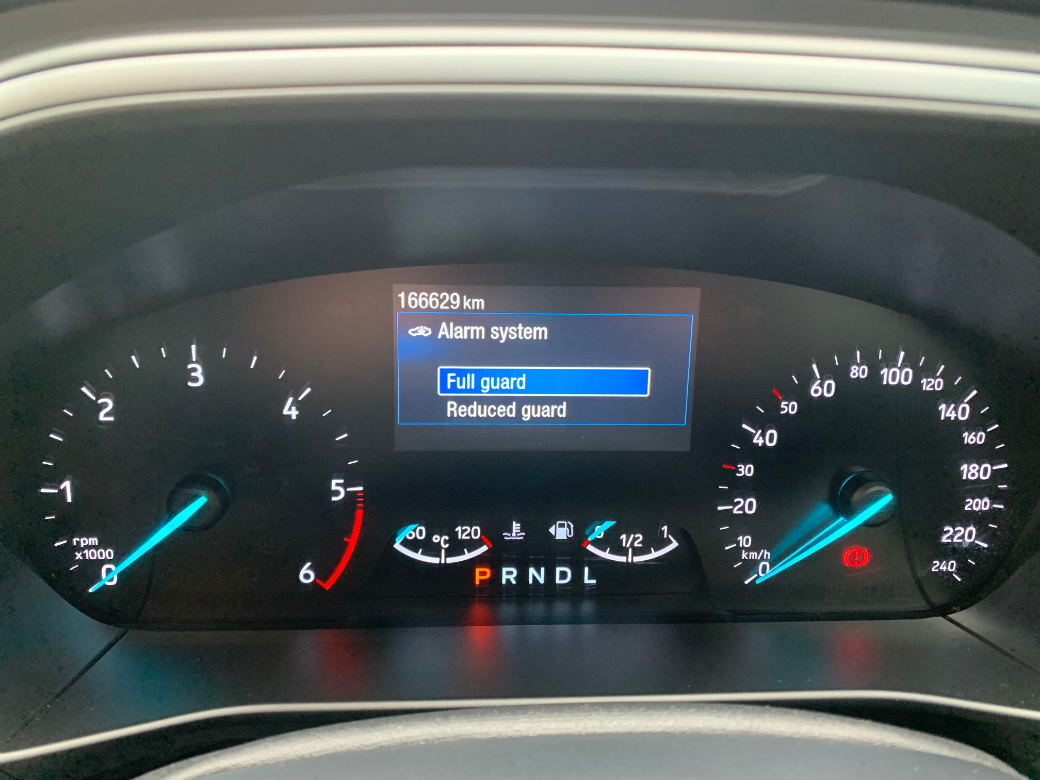 166629 km
Alarm system
Full guard
Reduced guard
0
1
2
3
4
5
6
rpm
x1000
60 °C 120
0 1/2 1
P R N D L
0
10
20
30
40
50
60
80
100
120
140
160
180
200
220
240
km/h